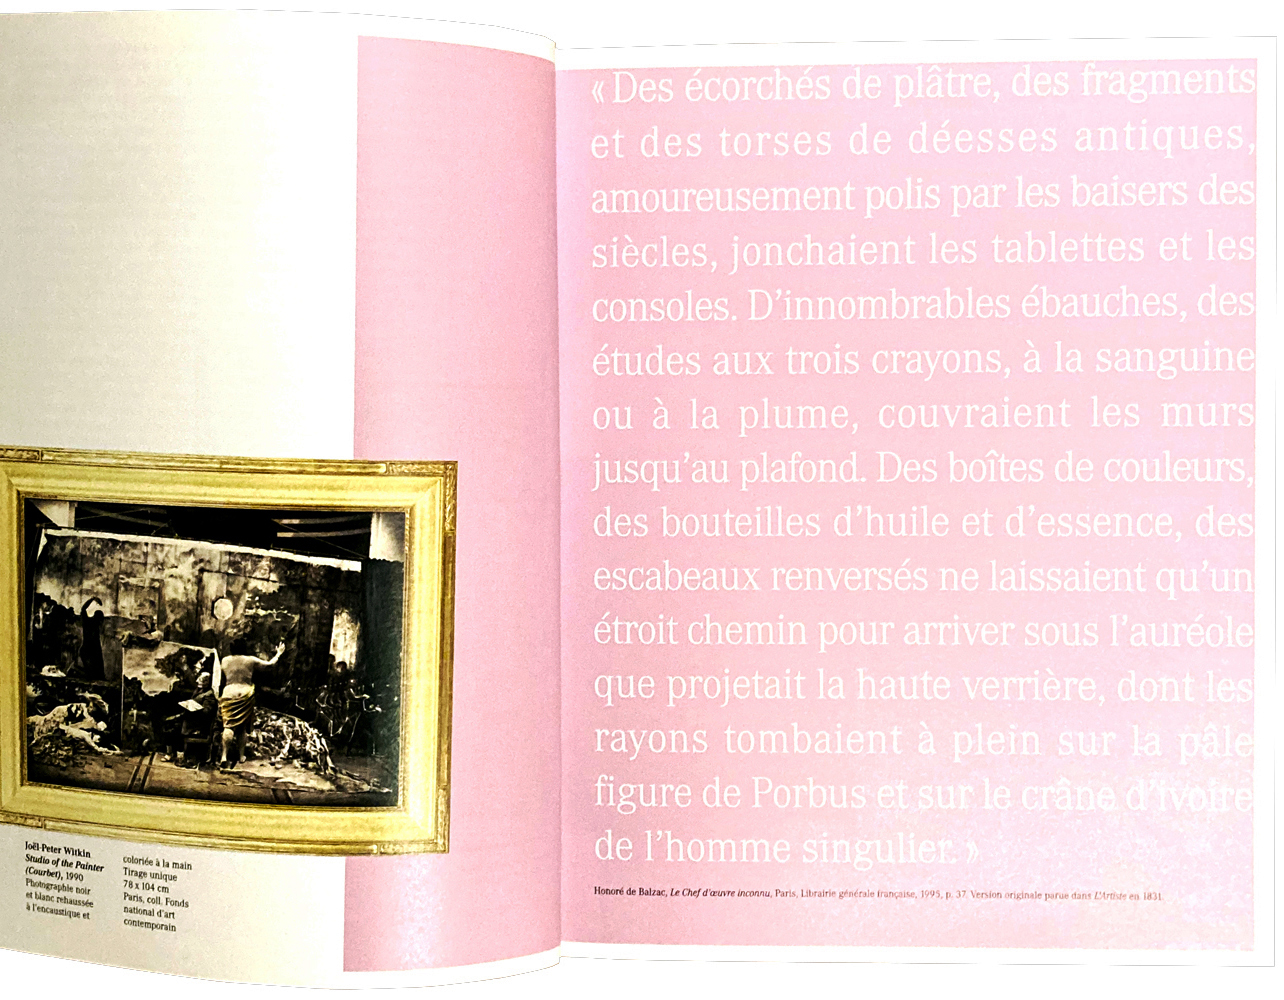 Joël-Peter Witkin
Studio of the Painter
(Courbet), 1990
Photographie noir
et blanc rehaussée
à l'encaustique et
coloriée à la main
Tirage unique
78 x 104 cm
Paris, coll. Fonds
national d'art
contemporain
« Des écorchés de plâtre, des fragments
et des torses de déesses antiques,
amoureusement polis par les baisers des
siècles, jonchaient les tablettes et les
consoles. D'innombrables ébauches, des
études aux trois crayons, à la sanguine
ou à la plume, couvraient les murs
jusqu'au plafond. Des boîtes de couleurs,
des bouteilles d'huile et d'essence, des
escabeaux renversés ne laissaient qu'un
étroit chemin pour arriver sous l'auréole
que projetait la haute verrière, dont les
rayons tombaient à plein sur la pâle
figure de Porbus et sur le crâne d'ivoire
de l'homme singulier. »
Honoré de Balzac, Le Chef d'œuvre inconnu, Paris, Librairie générale française, 1995, p. 37. Version originale parue dans L'Artiste en 1831.